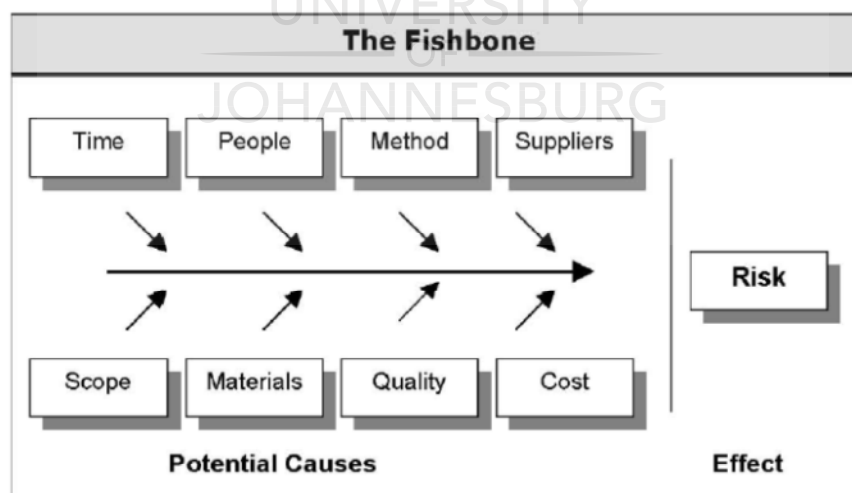 UNIVERSITY
The Fishbone
OF
JOHANNESBURG
Time People Method Suppliers
Risk
Scope Materials Quality Cost
Potential Causes Effect